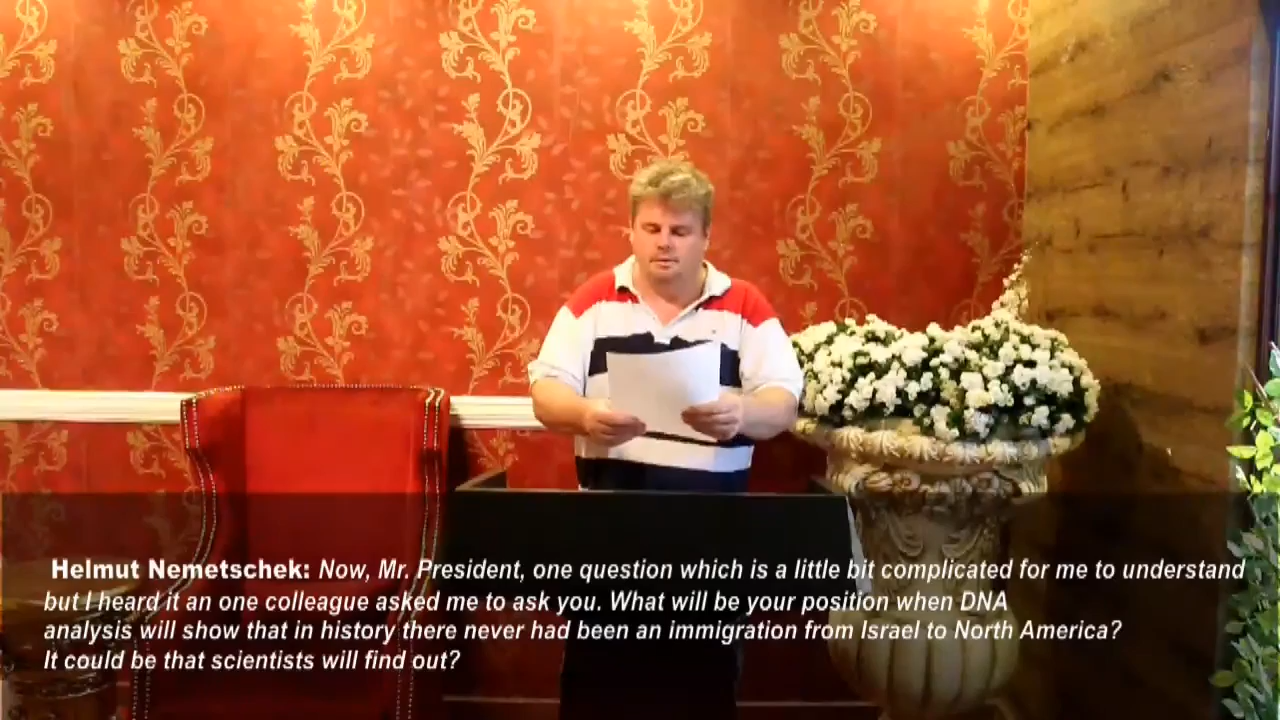 Helmut Nemetschek: Now, Mr. President, one question which is a little bit complicated for me to understand
but I heard it an one colleague asked me to ask you. What will be your position when DNA
analysis will show that in history there never had been an immigration from Israel to North America?
It could be that scientists will find out?